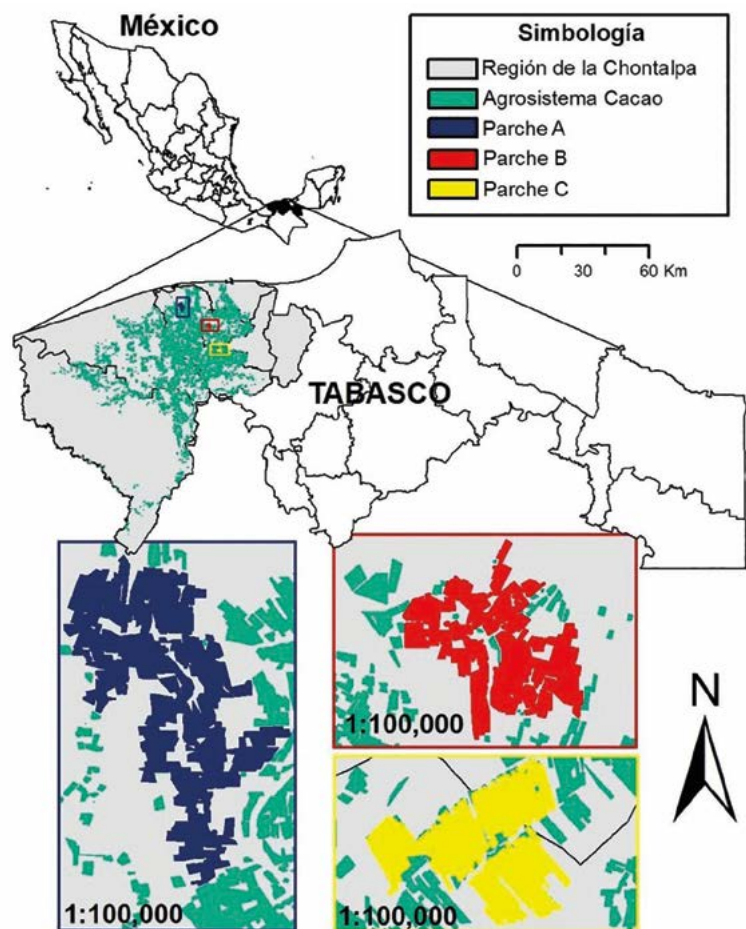 México
Simbología
Región de la Chontalpa
Agrosistema Cacao
Parche A
Parche B
Parche C
0 30 60 Km
TABASCO
1:100,000
1:100,000
N
1:100,000